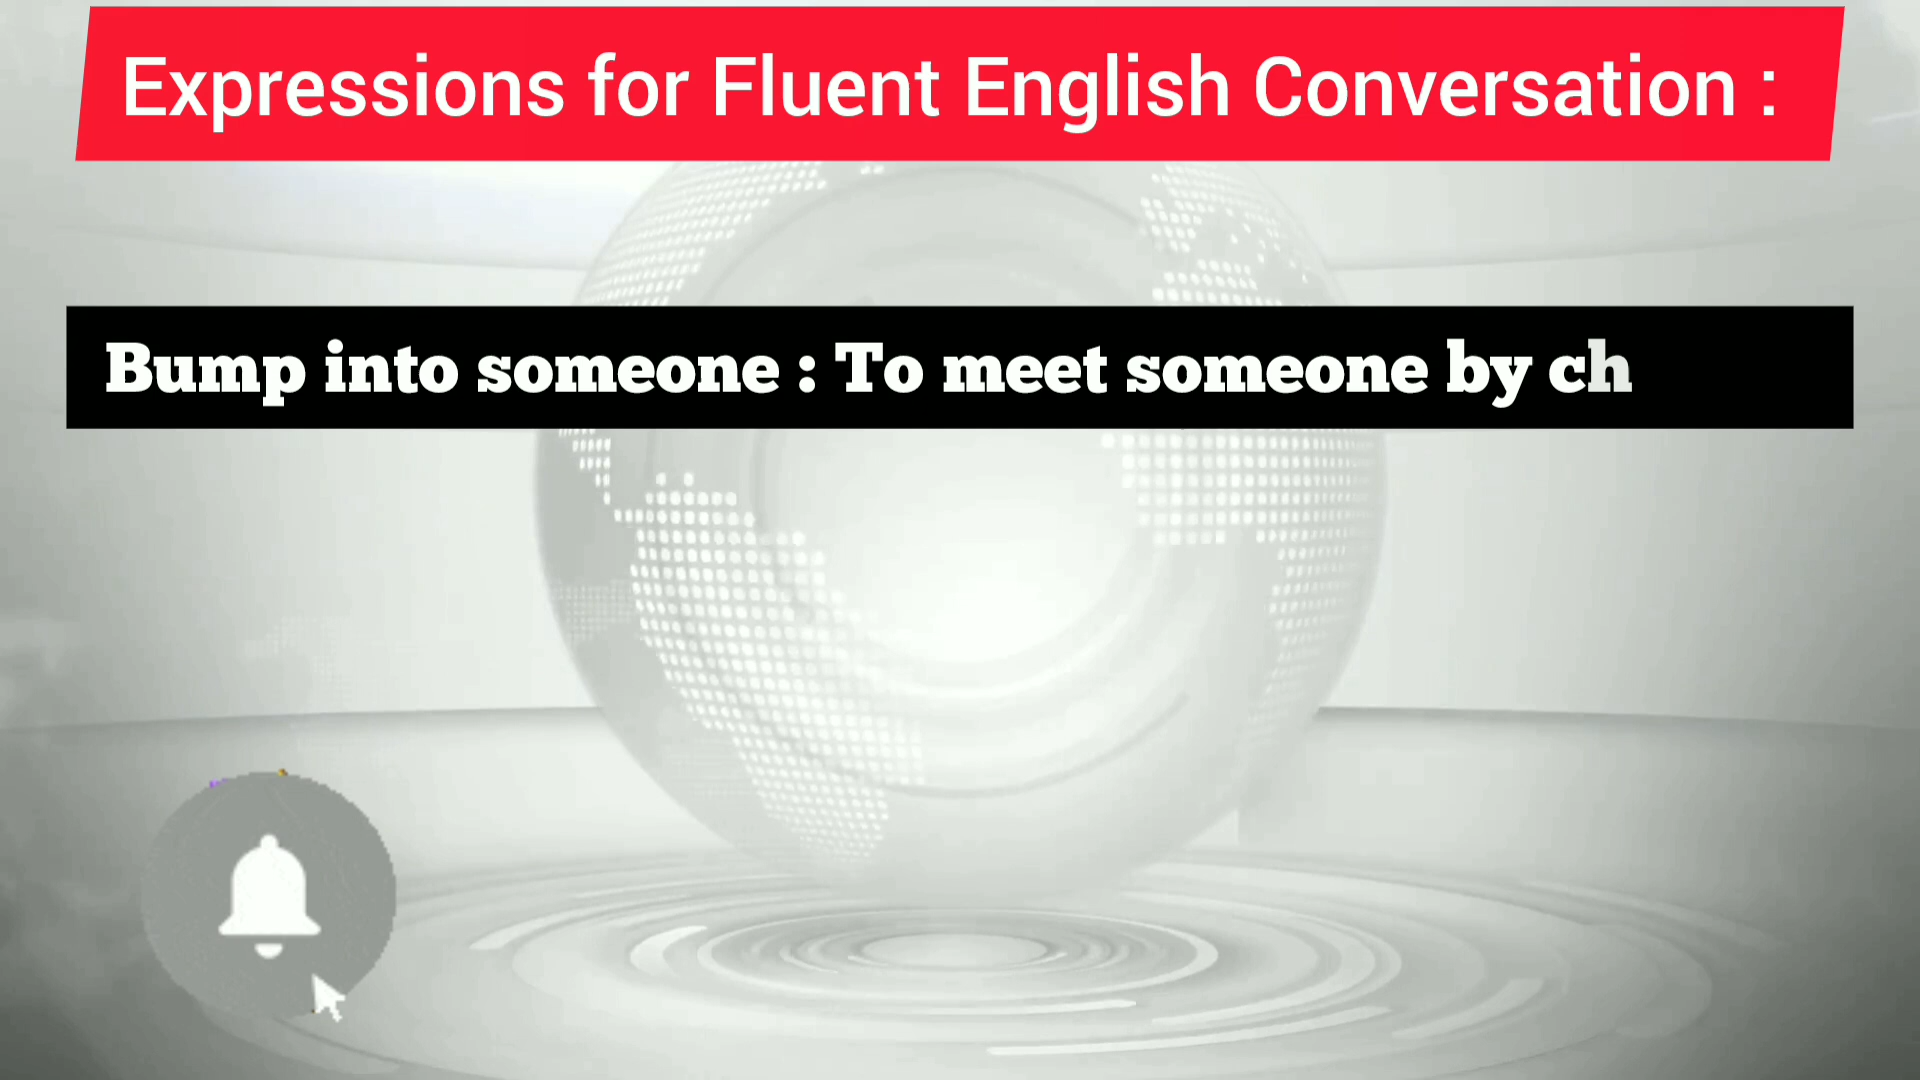 Expressions for Fluent English Conversation :
Bump into someone : To meet someone by ch